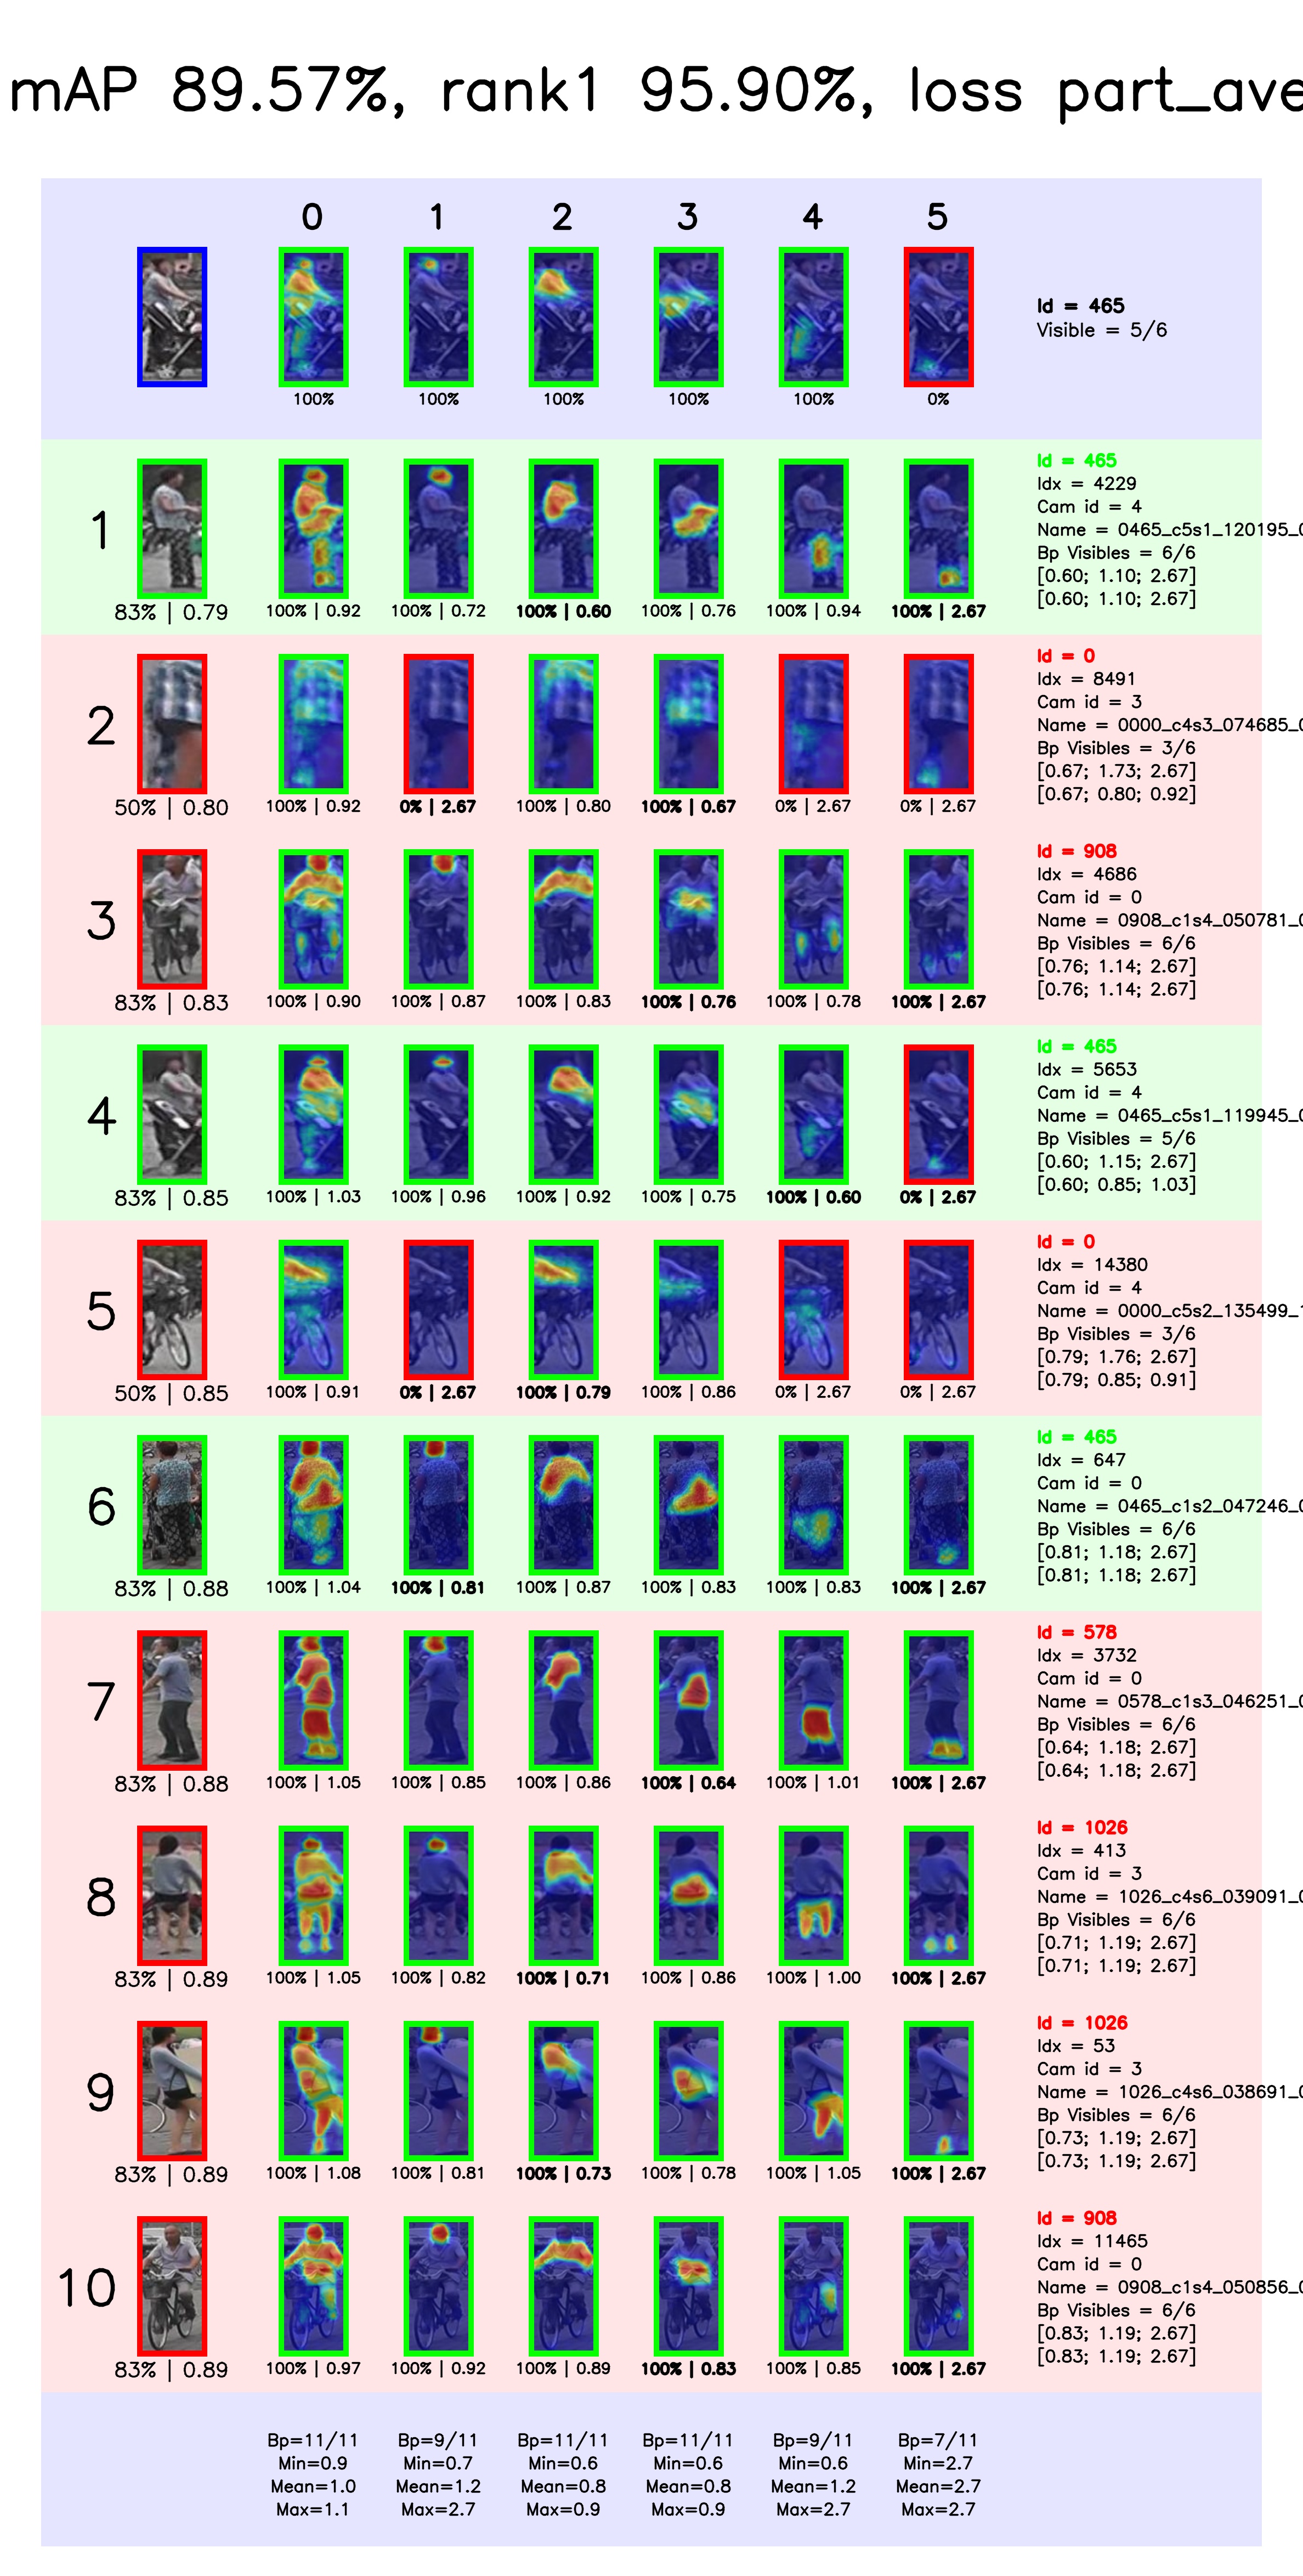 mAP 89.57%, rank1 95.90%, loss part_ave
0 1 2 3 4 5
Id = 465
Visible = 5/6
100% 100% 100% 100% 100% 0%
1
Id = 465
Idx = 4229
Cam id = 4
Name = 0465_c5s1_120195_0
Bp Visibles = 6/6
[0.60; 1.10; 2.67]
[0.60; 1.10; 2.67]
83% | 0.79 100% | 0.92 100% | 0.72 100% | 0.60 100% | 0.76 100% | 0.94 100% | 2.67
2
Id = 0
Idx = 8491
Cam id = 3
Name = 0000_c4s3_074685_0
Bp Visibles = 3/6
[0.67; 1.73; 2.67]
[0.67; 0.80; 0.92]
50% | 0.80 100% | 0.92 0% | 2.67 100% | 0.80 100% | 0.67 0% | 2.67 0% | 2.67
3
Id = 908
Idx = 4686
Cam id = 0
Name = 0908_c1s4_050781_0
Bp Visibles = 6/6
[0.76; 1.14; 2.67]
[0.76; 1.14; 2.67]
83% | 0.83 100% | 0.90 100% | 0.87 100% | 0.83 100% | 0.76 100% | 0.78 100% | 2.67
4
Id = 465
Idx = 5653
Cam id = 4
Name = 0465_c5s1_119945_0
Bp Visibles = 5/6
[0.60; 1.15; 2.67]
[0.60; 0.85; 1.03]
83% | 0.85 100% | 1.03 100% | 0.96 100% | 0.92 100% | 0.75 100% | 0.60 0% | 2.67
5
Id = 0
Idx = 14380
Cam id = 4
Name = 0000_c5s2_135499_
Bp Visibles = 3/6
[0.79; 1.76; 2.67]
[0.79; 0.85; 0.91]
50% | 0.85 100% | 0.91 0% | 2.67 100% | 0.79 100% | 0.86 0% | 2.67 0% | 2.67
6
Id = 465
Idx = 647
Cam id = 0
Name = 0465_c1s2_047246_0
Bp Visibles = 6/6
[0.81; 1.18; 2.67]
[0.81; 1.18; 2.67]
83% | 0.88 100% | 1.04 100% | 0.81 100% | 0.87 100% | 0.83 100% | 0.83 100% | 2.67
7
Id = 578
Idx = 3732
Cam id = 0
Name = 0578_c1s3_046251_0
Bp Visibles = 6/6
[0.64; 1.18; 2.67]
[0.64; 1.18; 2.67]
83% | 0.88 100% | 1.05 100% | 0.85 100% | 0.86 100% | 0.64 100% | 1.01 100% | 2.67
8
Id = 1026
Idx = 413
Cam id = 3
Name = 1026_c4s6_039091_0
Bp Visibles = 6/6
[0.71; 1.19; 2.67]
[0.71; 1.19; 2.67]
83% | 0.89 100% | 1.05 100% | 0.82 100% | 0.71 100% | 0.86 100% | 1.00 100% | 2.67
9
Id = 1026
Idx = 53
Cam id = 3
Name = 1026_c4s6_038691_0
Bp Visibles = 6/6
[0.73; 1.19; 2.67]
[0.73; 1.19; 2.67]
83% | 0.89 100% | 1.08 100% | 0.81 100% | 0.73 100% | 0.78 100% | 1.05 100% | 2.67
10
Id = 908
Idx = 11465
Cam id = 0
Name = 0908_c1s4_050856_0
Bp Visibles = 6/6
[0.83; 1.19; 2.67]
[0.83; 1.19; 2.67]
83% | 0.89 100% | 0.97 100% | 0.92 100% | 0.89 100% | 0.83 100% | 0.85 100% | 2.67
Bp=11/11 Bp=9/11 Bp=11/11 Bp=11/11 Bp=9/11 Bp=7/11
Min=0.9 Min=0.7 Min=0.6 Min=0.6 Min=0.6 Min=2.7
Mean=1.0 Mean=1.2 Mean=0.8 Mean=0.8 Mean=1.2 Mean=2.7
Max=1.1 Max=2.7 Max=0.9 Max=0.9 Max=2.7 Max=2.7